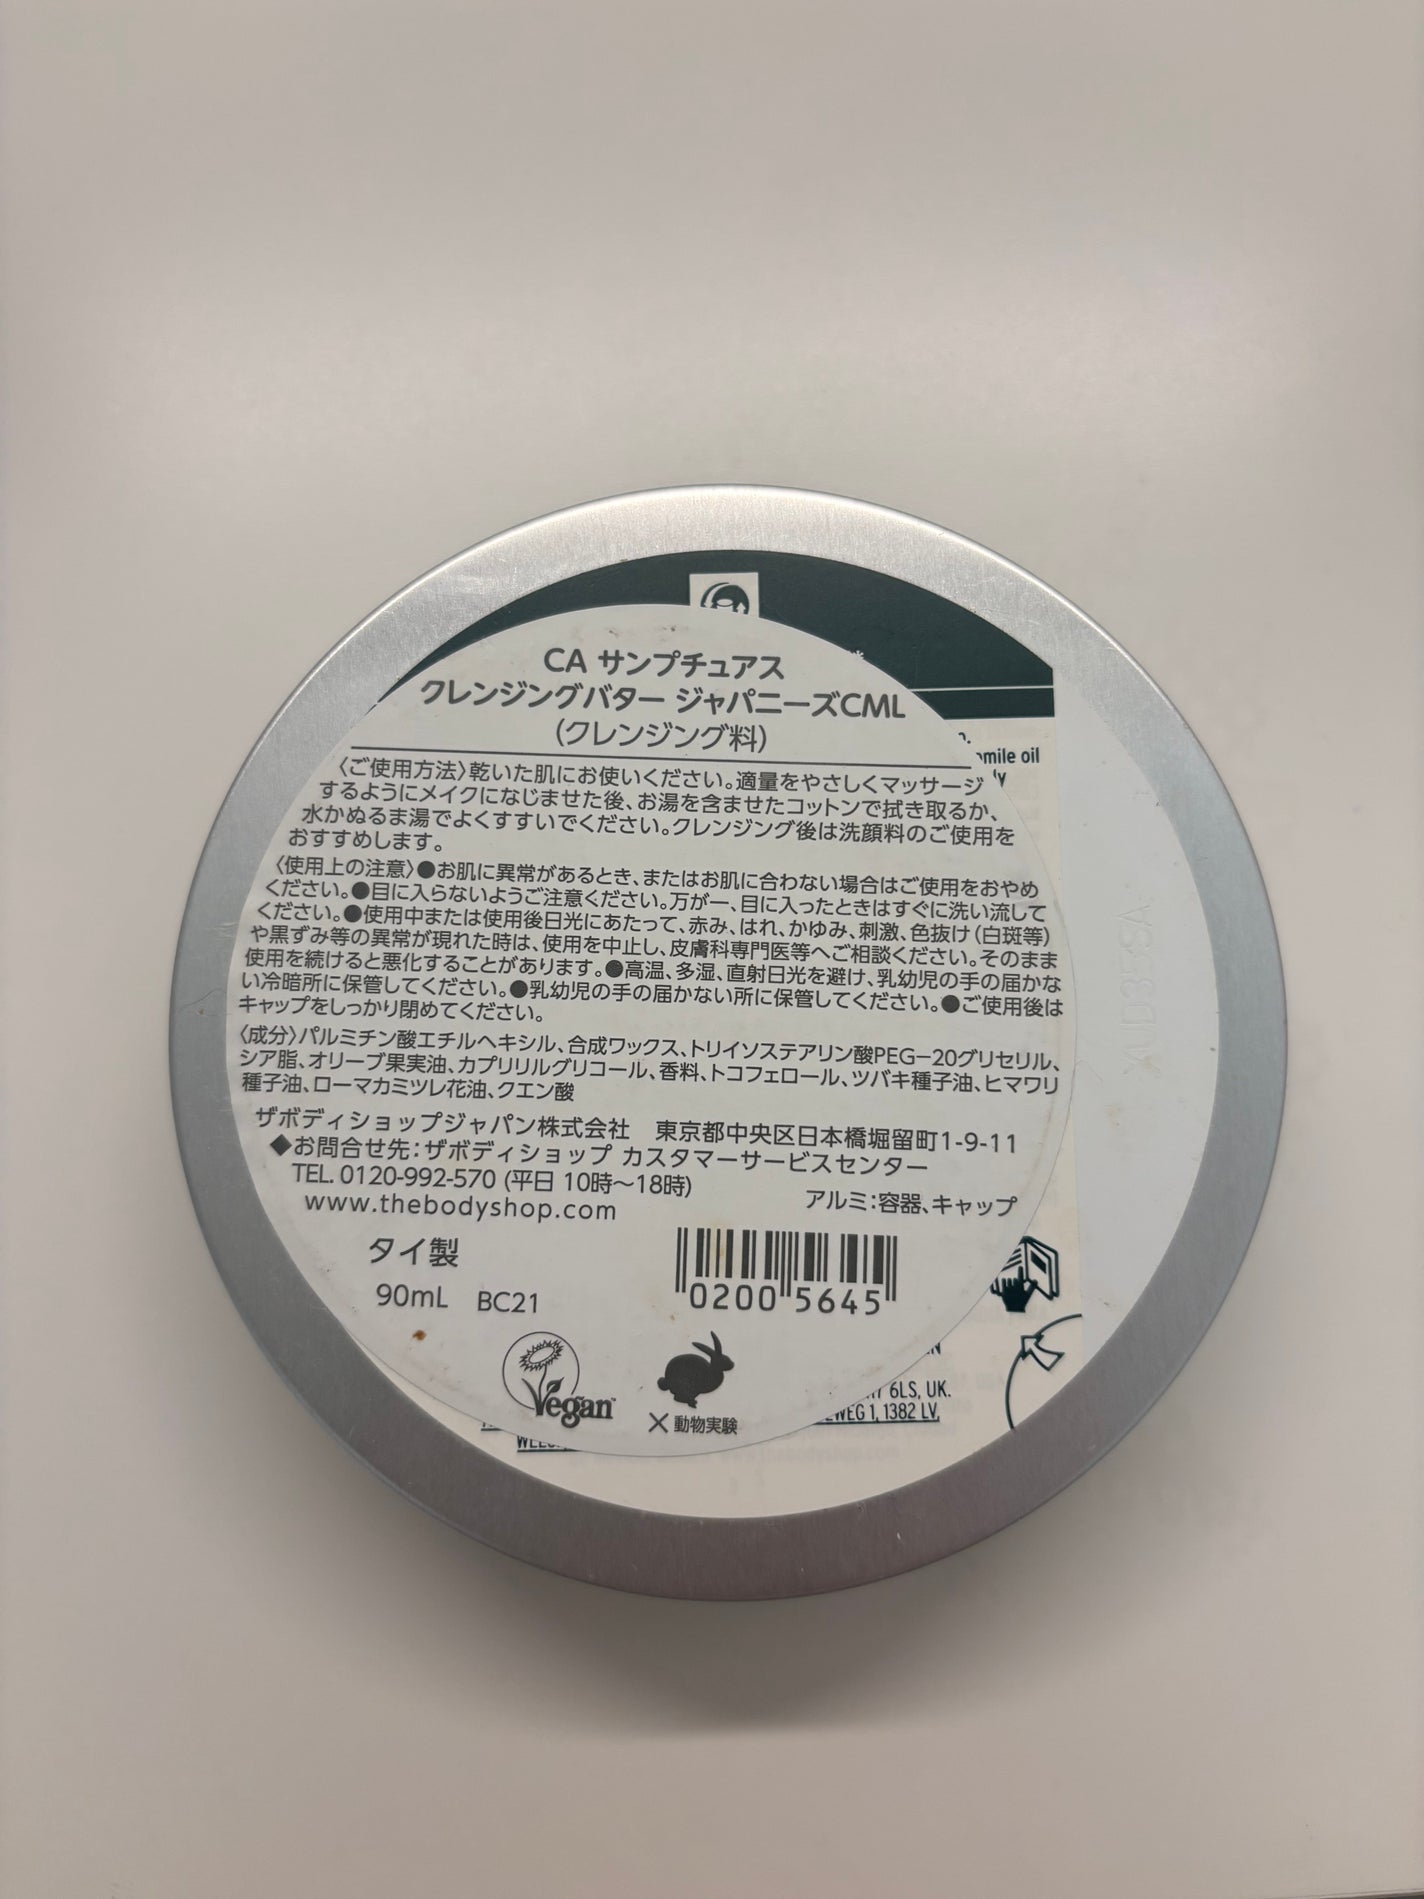 CA サンプチュアス
クレンジングバター ジャパニーズCML
(クレンジング料)
mile oil
〈ご使用方法〉乾いた肌にお使いください。適量をやさしくマッサージ
するようにメイクになじませた後、お湯を含ませたコットンで拭き取るか、
水かぬるま湯でよくすすいでください。クレンジング後は洗顔料のご使用を
おすすめします。
〈使用上の注意〉●お肌に異常があるとき、またはお肌に合わない場合はご使用をおやめ
ください。●目に入らないようご注意ください。万が一、目に入ったときはすぐに洗い流して
ください。●使用中または使用後日光にあたって、赤み、はれ、かゆみ、刺激、色抜け(白斑等)
や黒ずみ等の異常が現れた時は、使用を中止し、皮膚科専門医等へご相談ください。そのまま
使用を続けると悪化することがあります。●高温、多湿、直射日光を避け、乳幼児の手の届かな
い冷暗所に保管してください。●乳幼児の手の届かない所に保管してください。●ご使用後は
キャップをしっかり閉めてください。
〈成分〉パルミチン酸エチルヘキシル、合成ワックス、トリイソステアリン酸PEG-20グリセリル、
シア脂、オリーブ果実油、カプリリルグリコール、香料、トコフェロール、ツバキ種子油、ヒマワリ
種子油、ローマカミツレ花油、クエン酸
ザボディショップジャパン株式会社 東京都中央区日本橋堀留町1-9-11
◆お問合せ先:ザボディショップ カスタマーサービスセンター
TEL. 0120-992-570 (平日 10時~18時)
www.thebodyshop.com アルミ:容器、キャップ
タイ製
90mL BC21
0200 5645
Vegan
×動物実験
6LS, UK.
WEG 1, 1382 LV,